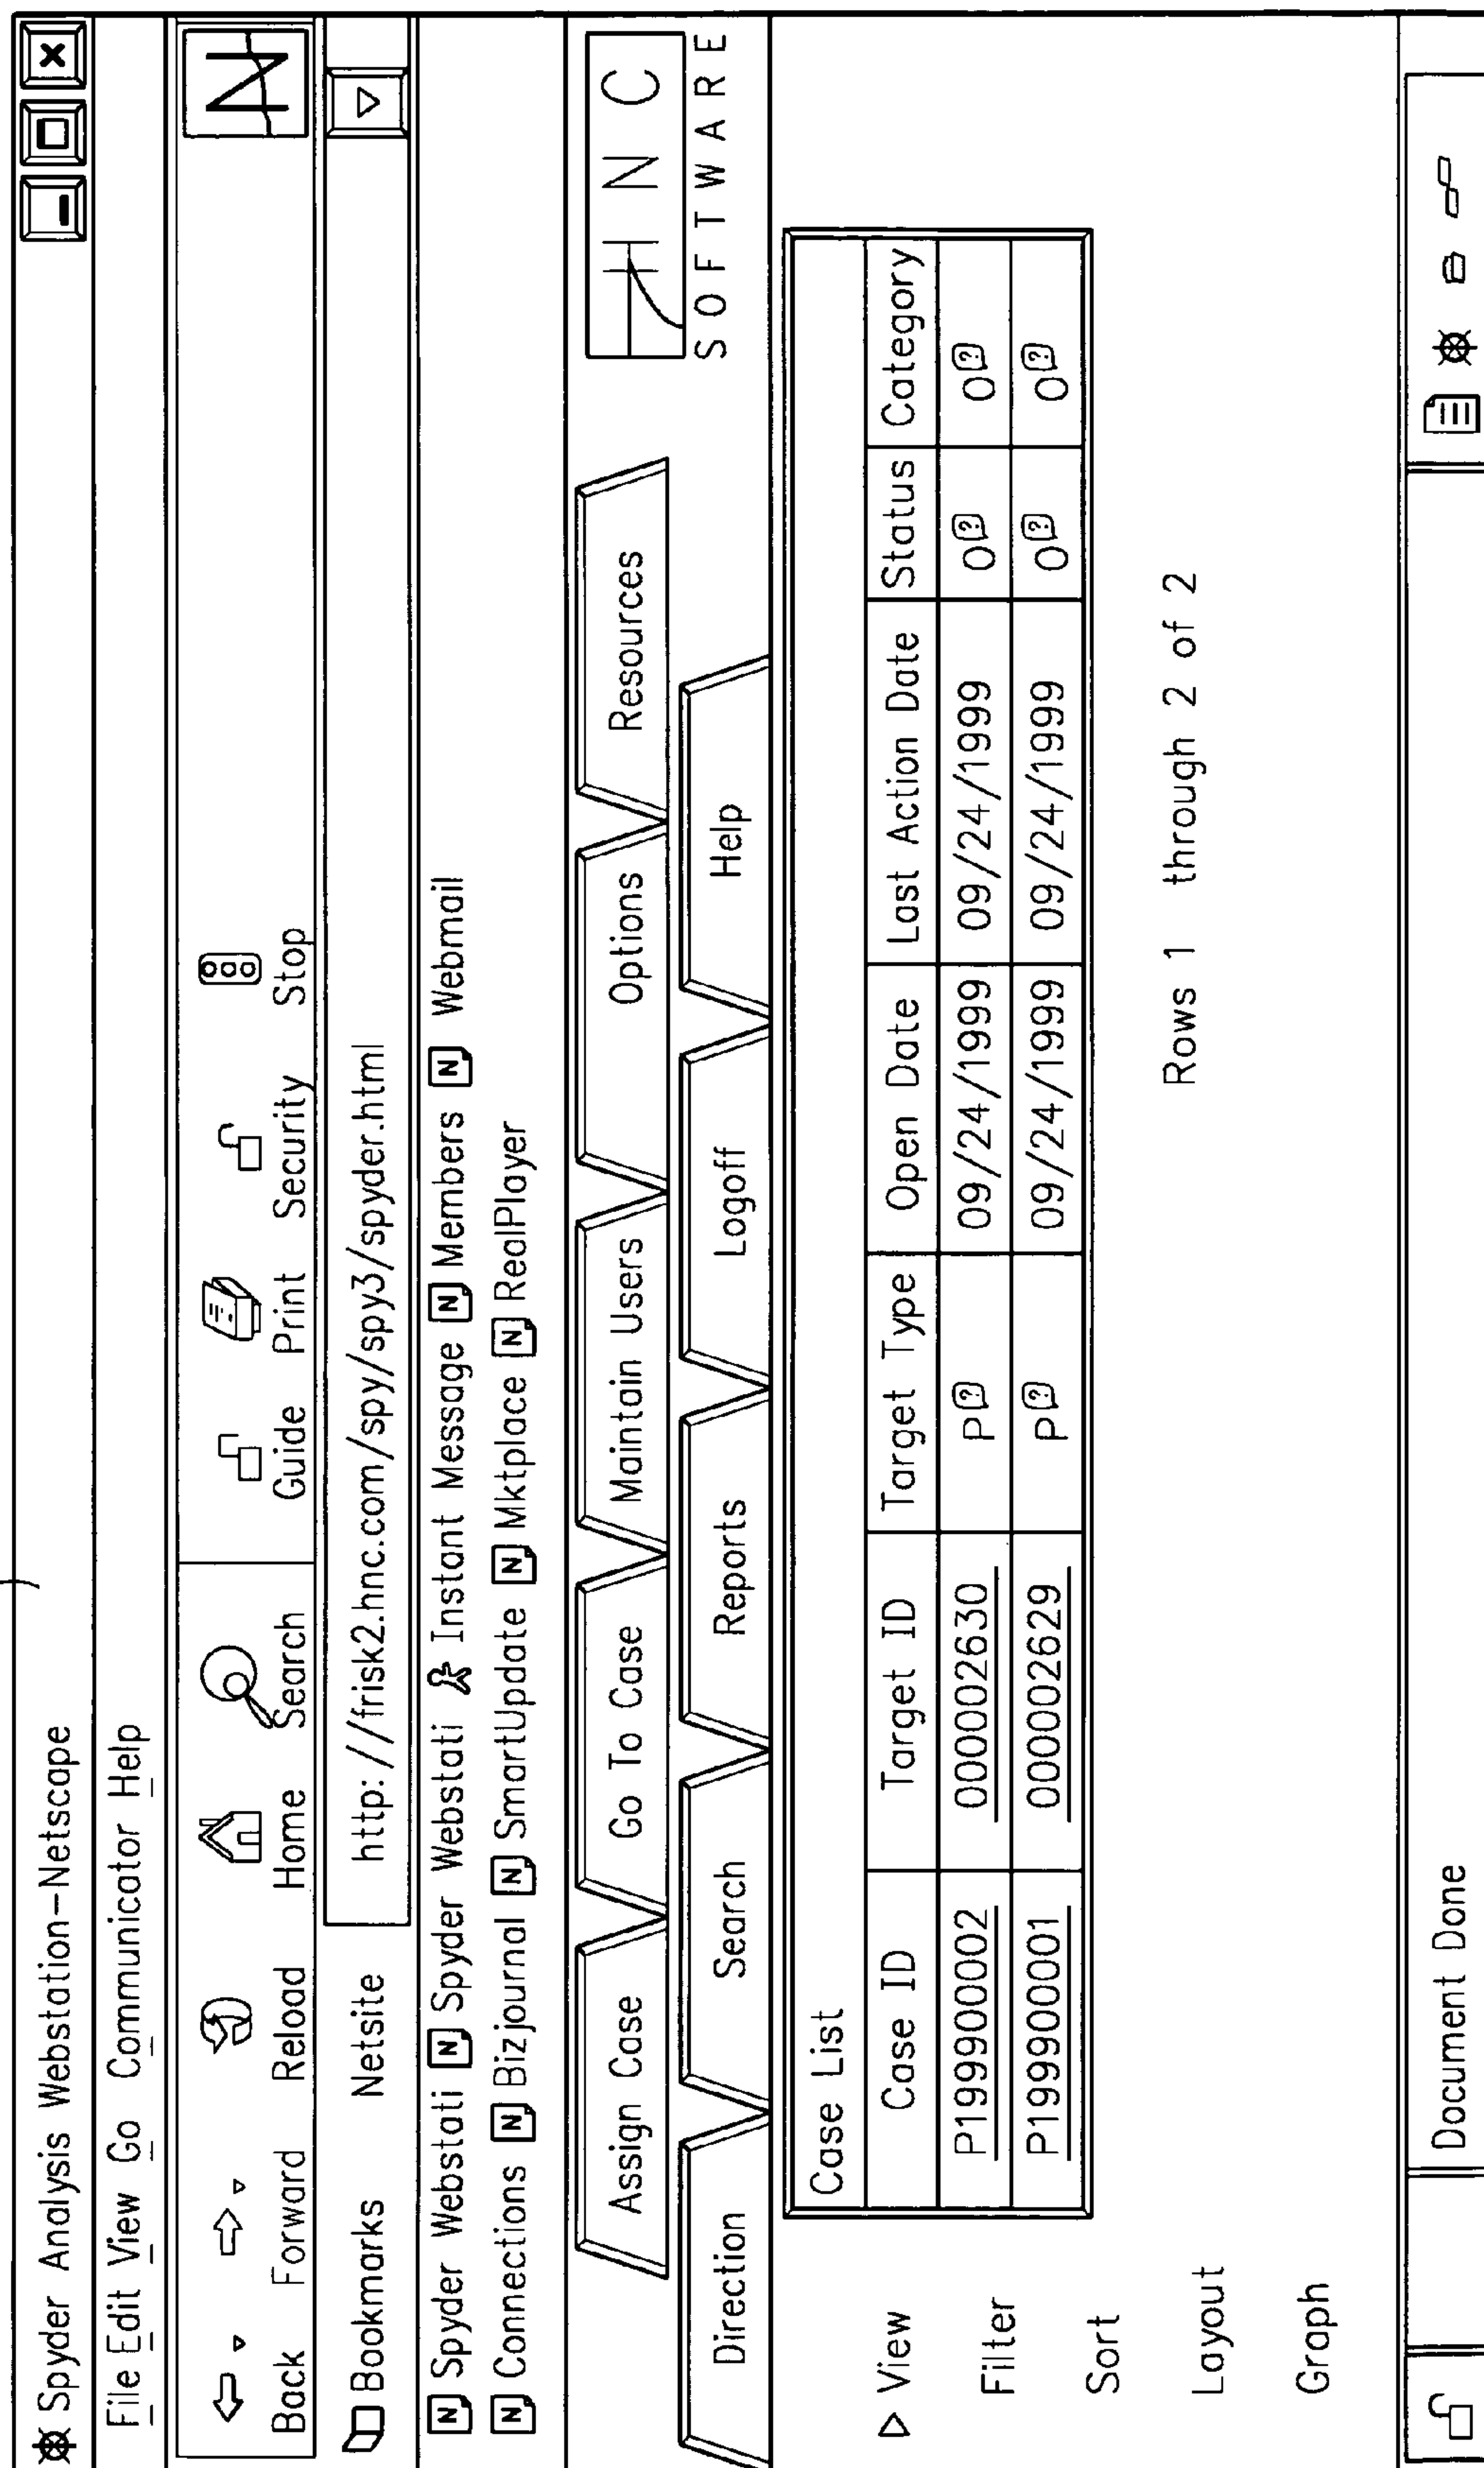 Spyder Analysis Webstation–Netscape
File Edit View Go Communicator Help
Back Forward Reload Home Search Guide Print Security Stop
N
Bookmarks Netsite http://frisk2.hnc.com/spy/spy3/spyder.html
N Spyder Webstati N Spyder Webstati Instant Message N Members N Webmail
N Connections N Bizjournal N SmartUpdate N Mktplace N RealPlayer
Assign Case Go To Case Maintain Users Options Resources
HNC
SOFTWARE
Direction Search Reports Logoff Help
Case List
View
Case ID Target ID Target Type Open Date Last Action Date Status Category
Filter
P199900002 000002630 P? 09/24/1999 09/24/1999 0? 0?
P199900001 000002629 P? 09/24/1999 09/24/1999 0? 0?
Sort
Layout
Rows 1 through 2 of 2
Graph
Document Done